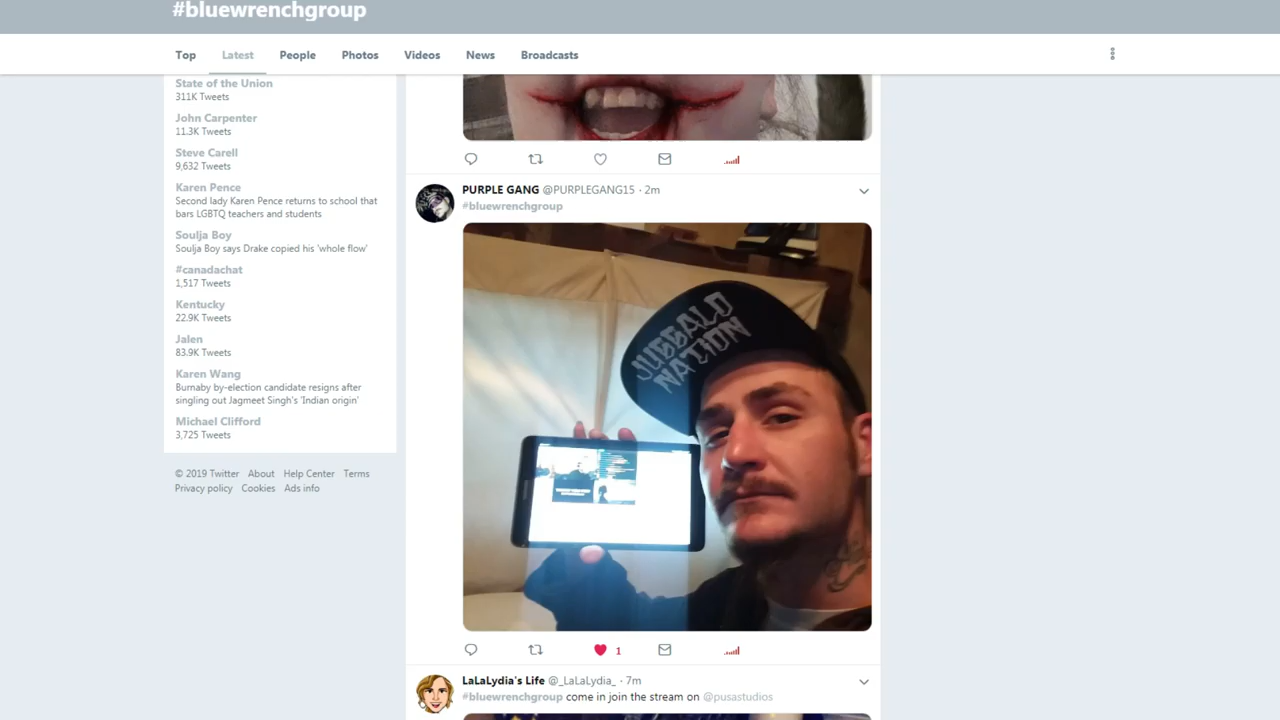 #bluewrenchgroup
Top Latest People Photos Videos News Broadcasts
State of the Union
311K Tweets
John Carpenter
11.3K Tweets
Steve Carell
9,632 Tweets
Karen Pence
Second lady Karen Pence returns to school that
bars LGBTQ teachers and students
Soulja Boy
Soulja Boy says Drake copied his 'whole flow'
#canadachat
1,517 Tweets
Kentucky
22.9K Tweets
Jalen
83.9K Tweets
Karen Wang
Burnaby by-election candidate resigns after
singling out Jagmeet Singh's 'Indian origin'
Michael Clifford
3,725 Tweets
© 2019 Twitter About Help Center Terms
Privacy policy Cookies Ads info
PURPLE GANG @PURPLEGANG15 · 2m
#bluewrenchgroup
JUGGALO
NATION
1
LaLaLydia's Life @_LaLaLydia_ · 7m
#bluewrenchgroup come in join the stream on @pusastudios